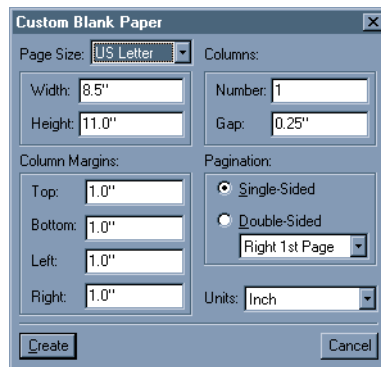 Custom Blank Paper
Page Size: US Letter
Width: 8.5"
Height: 11.0"
Columns:
Number: 1
Gap: 0.25"
Column Margins:
Top: 1.0"
Bottom: 1.0"
Left: 1.0"
Right: 1.0"
Pagination:
Single-Sided
Double-Sided
Right 1st Page
Units: Inch
Create
Cancel